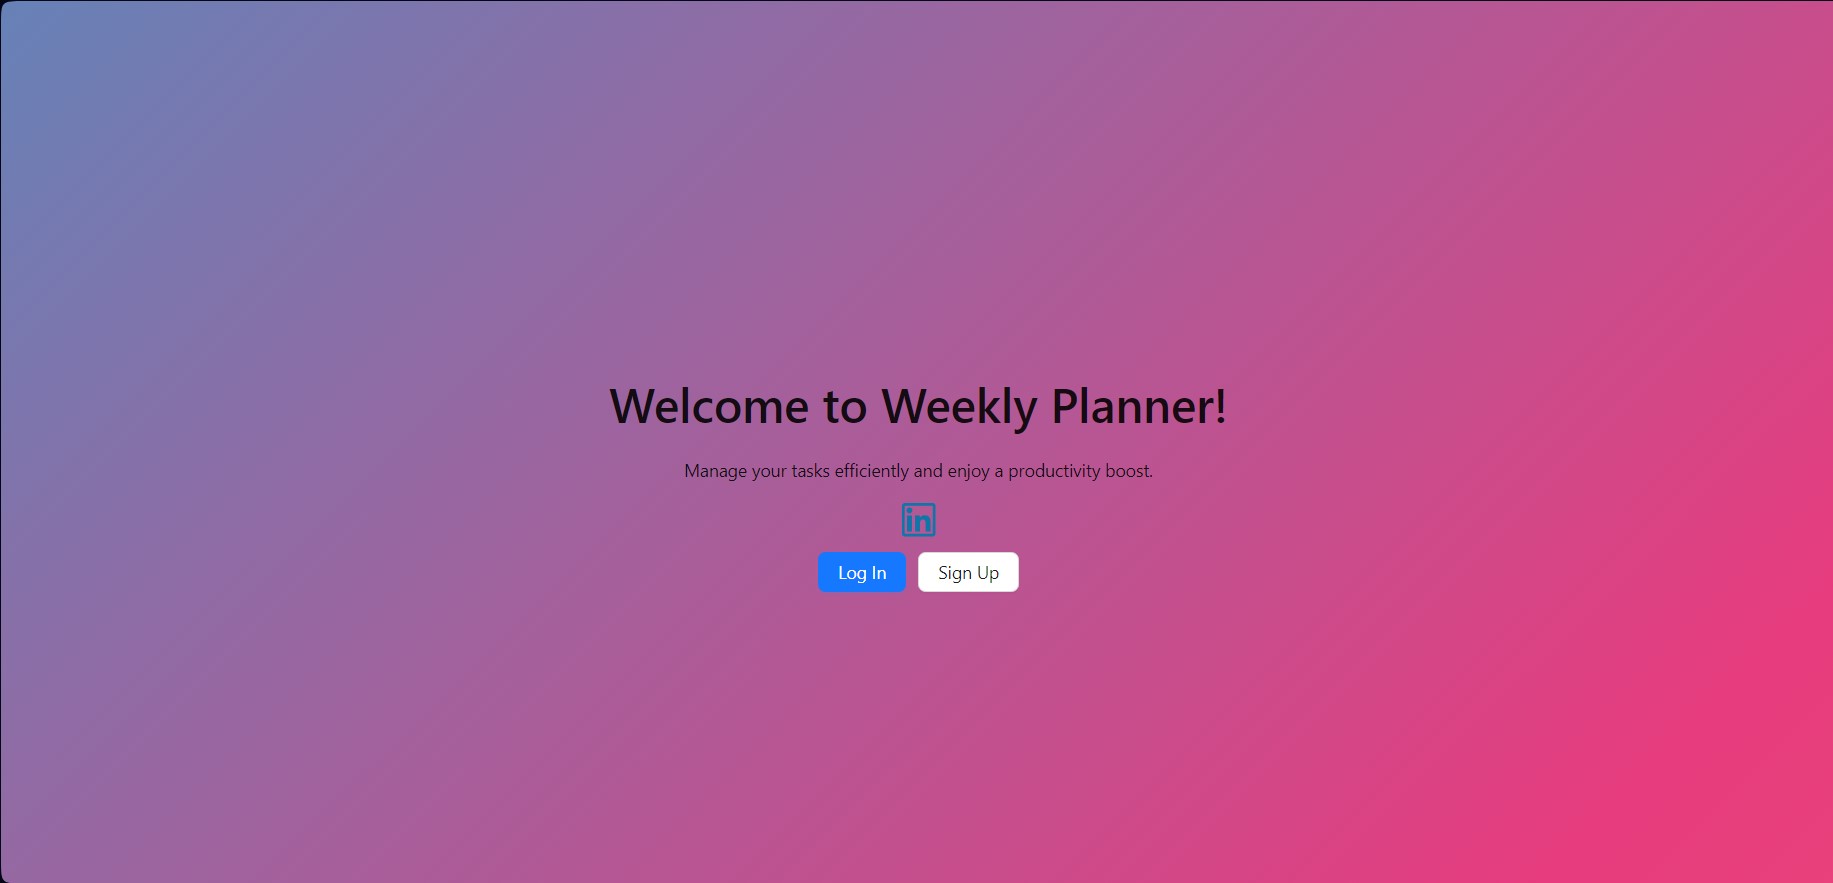 Welcome to Weekly Planner!
Manage your tasks efficiently and enjoy a productivity boost.
in
Log In
Sign Up